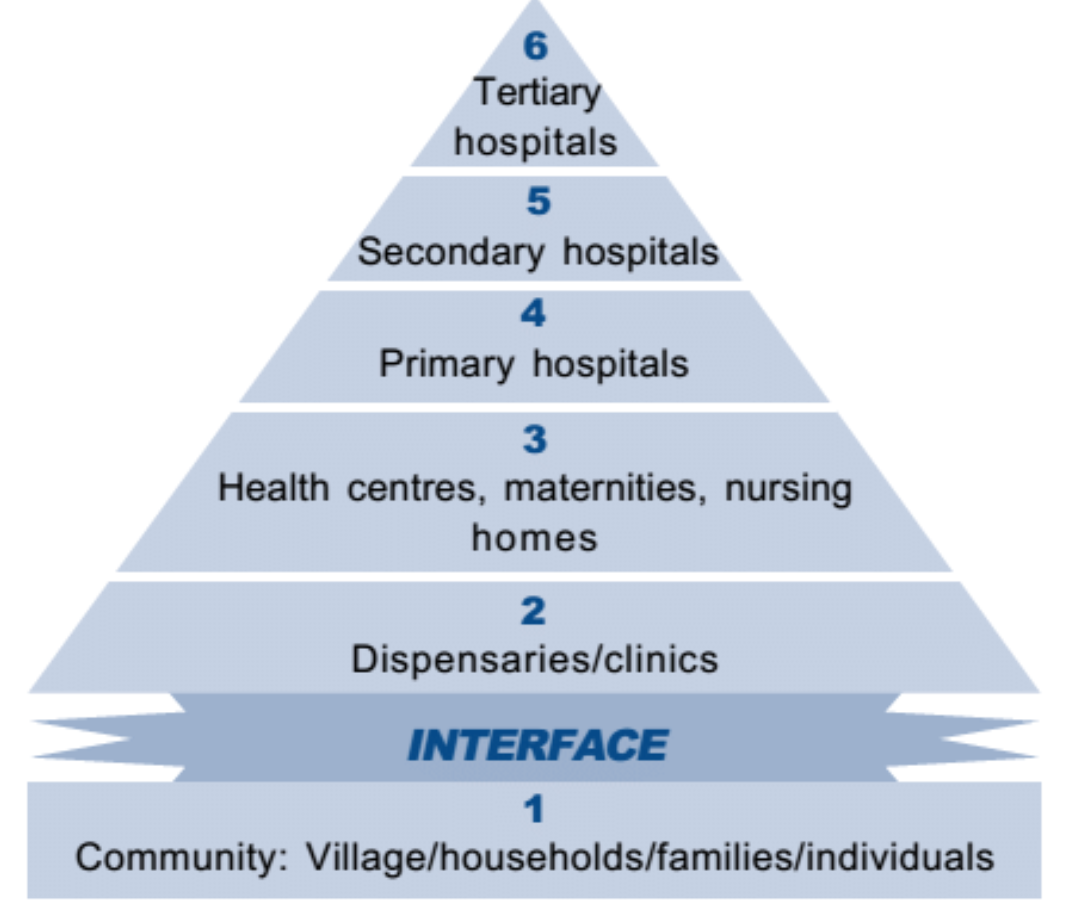 6
Tertiary
hospitals
5
Secondary hospitals
4
Primary hospitals
3
Health centres, maternities, nursing
homes
2
Dispensaries/clinics
INTERFACE
1
Community: Village/households/families/individuals